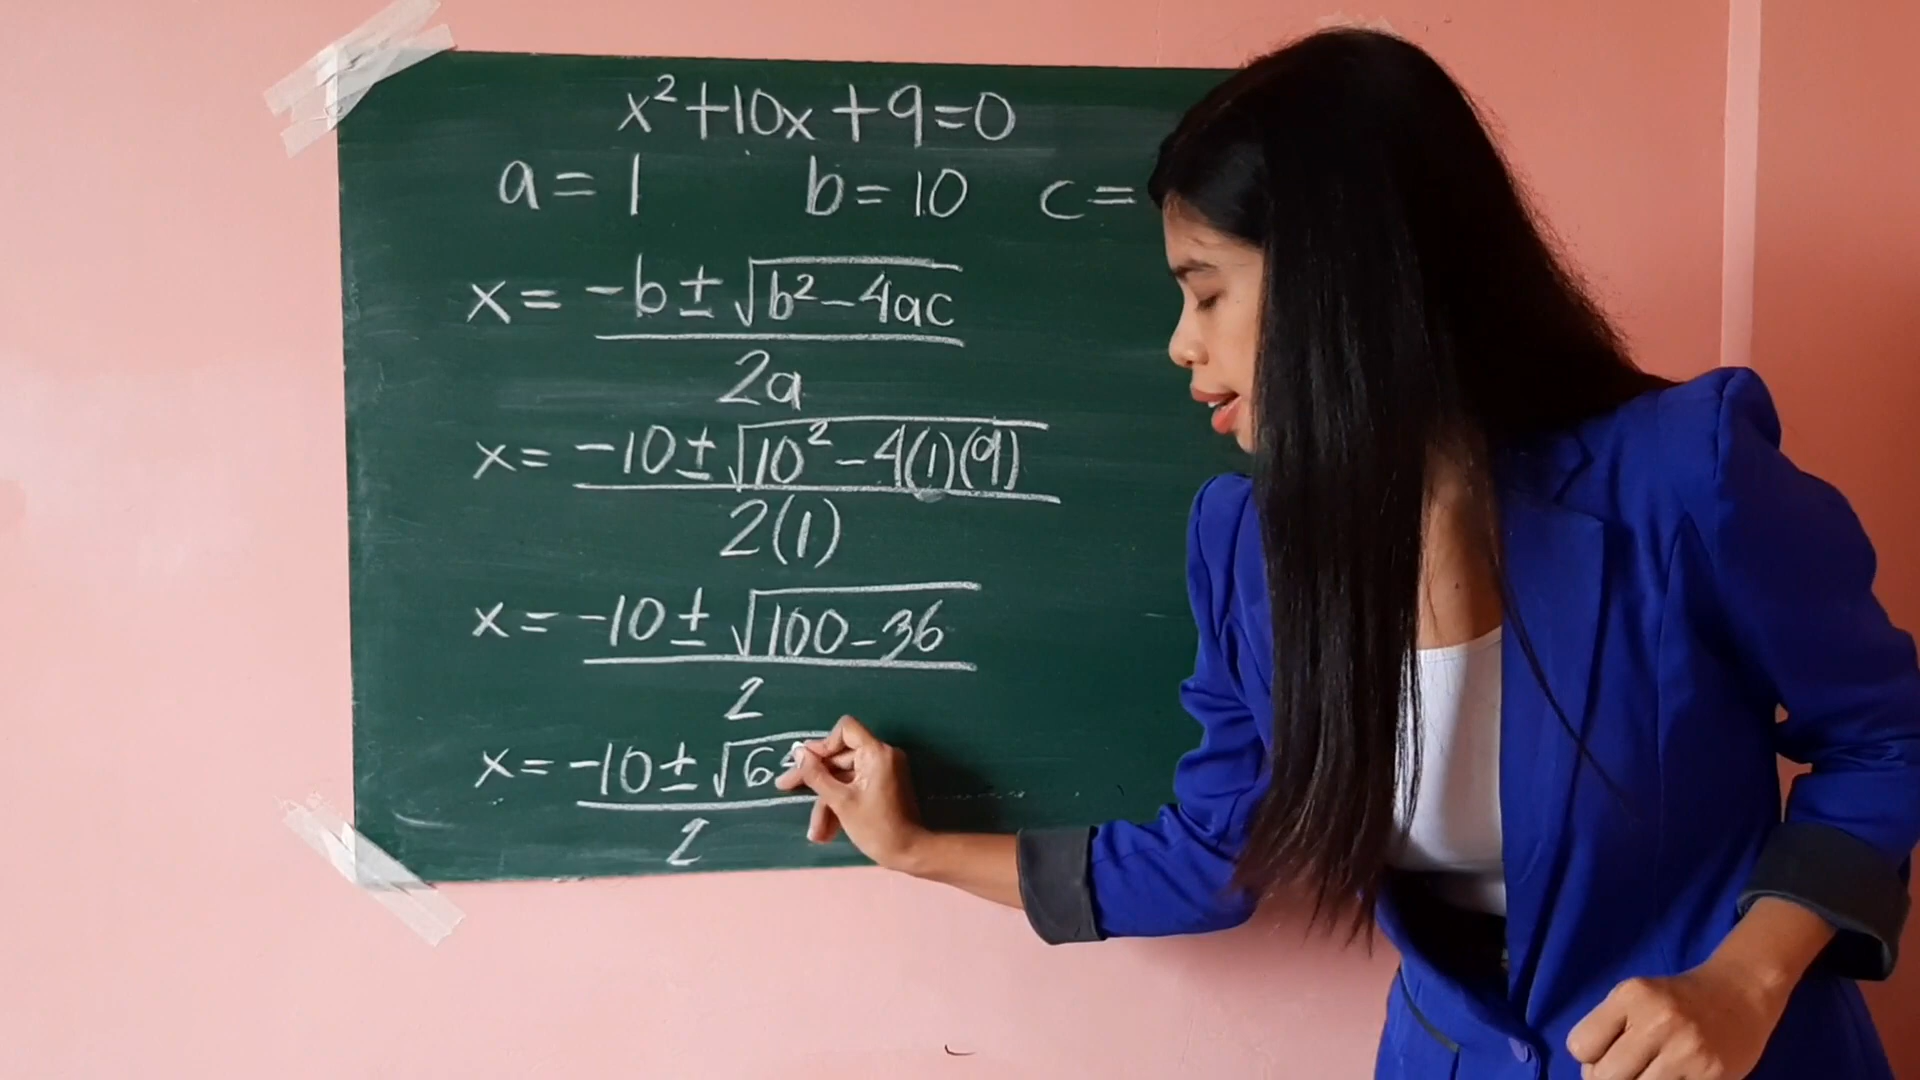 x²+10x+9=0
a=1 b=10 c=
x= -b±√b²-4ac
2a
x= -10±√10²-4(1)(9)
2(1)
x= -10±√100-36
2
x= -10±√64
2